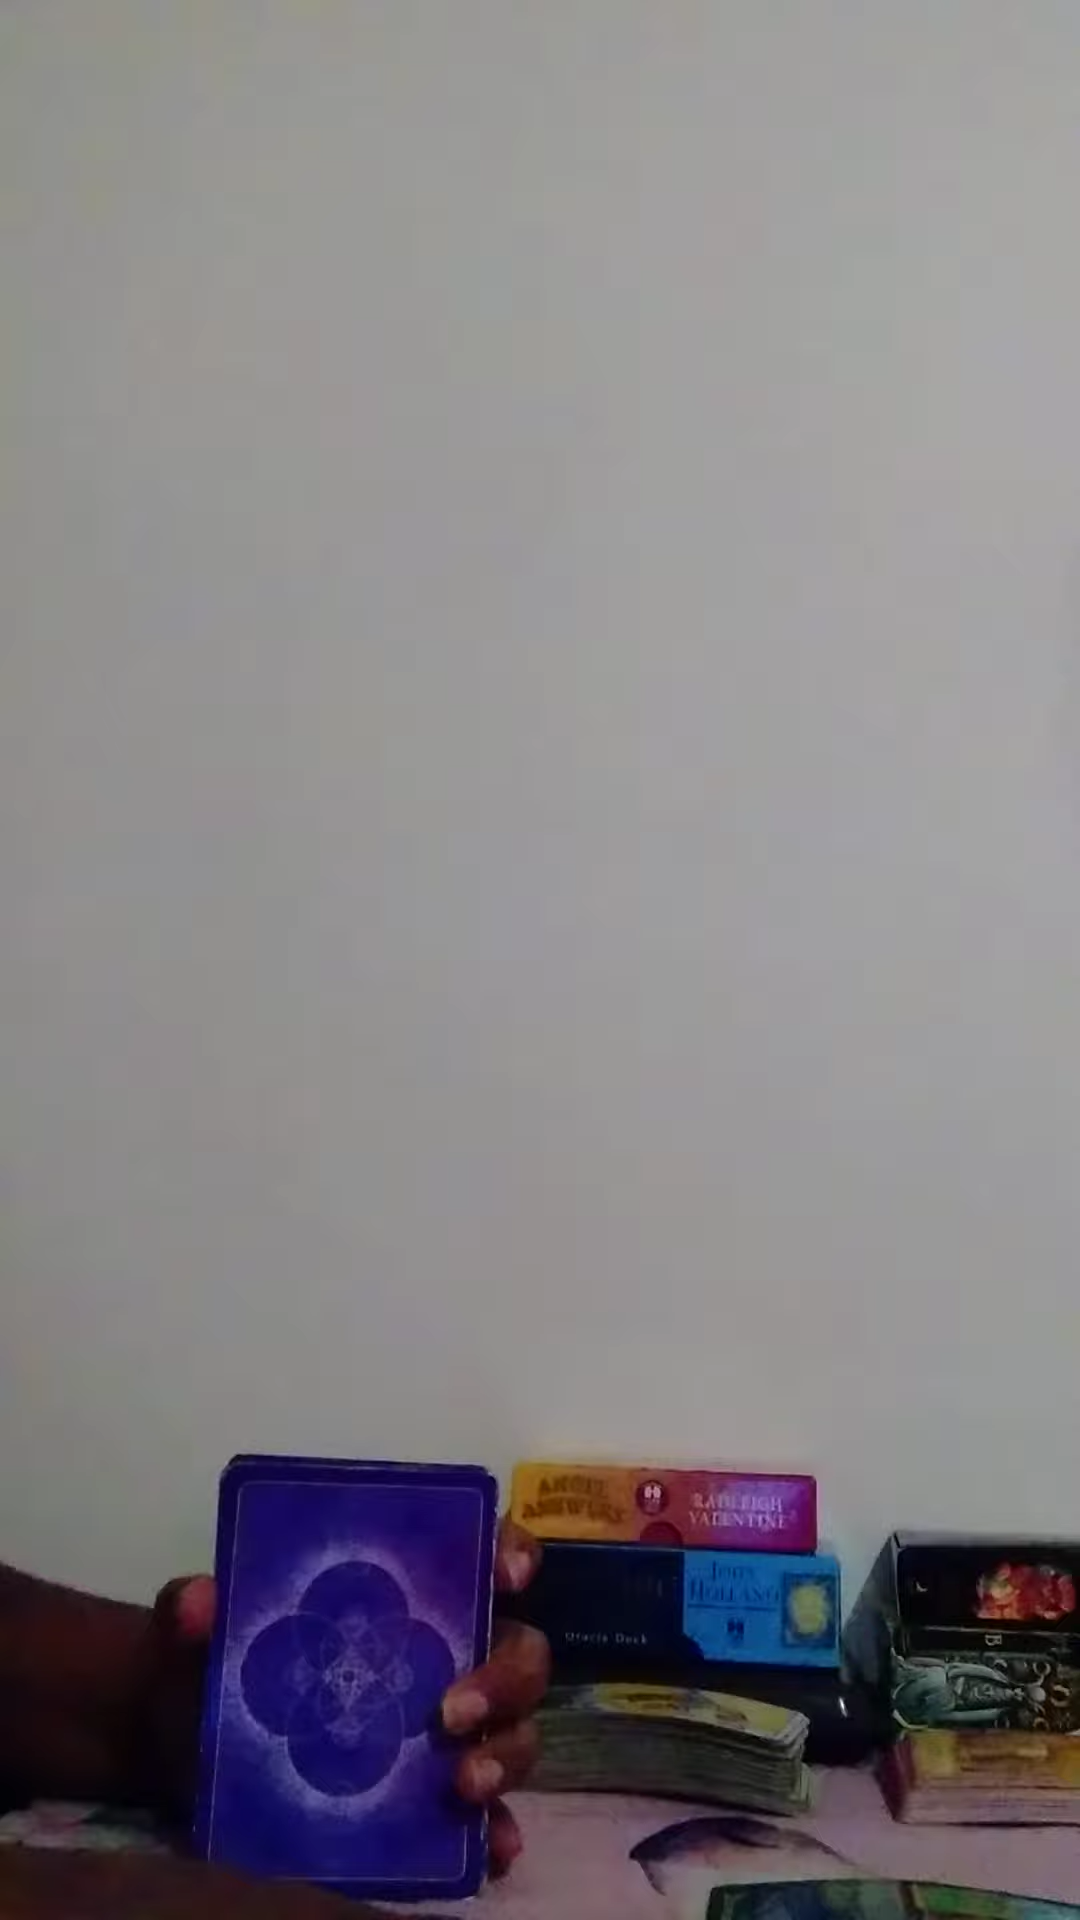 ANGEL
ANSWERS
RADLEIGH
VALENTINE
JOHN
HOLLAND
Oracle Deck
B